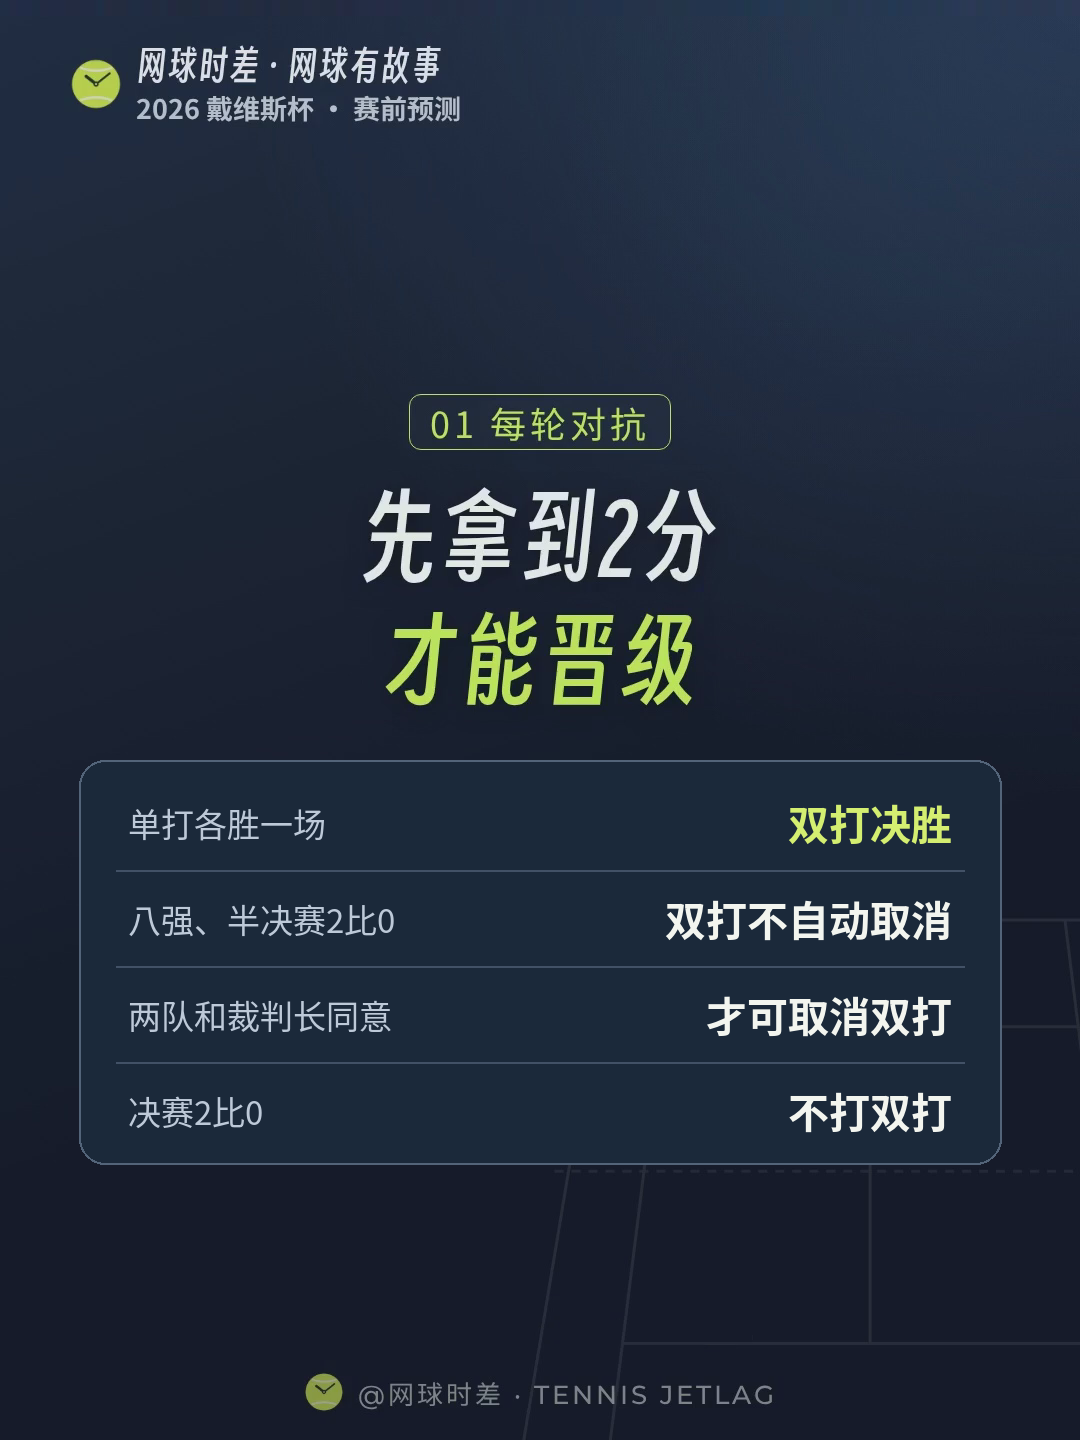 网球时差 · 网球有故事
2026 戴维斯杯 · 赛前预测
01 每轮对抗
先拿到2分
才能晋级
单打各胜一场
双打决胜
八强、半决赛2比0
双打不自动取消
两队和裁判长同意
才可取消双打
决赛2比0
不打双打
@网球时差 · TENNIS JETLAG